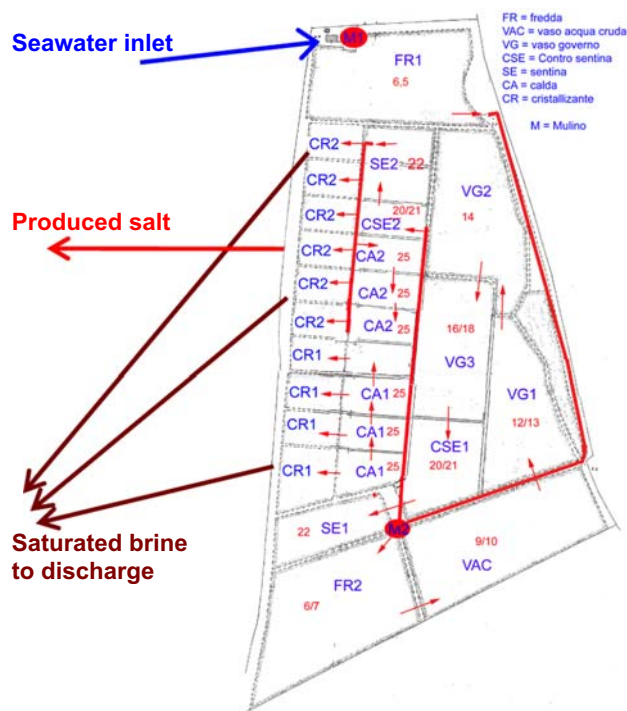 Seawater inlet
M1
FR = fredda
VAC = vaso acqua cruda
VG = vaso governo
CSE = Contro sentina
SE = sentina
CA = calda
CR = cristallizante
M = Mulino
FR1
6,5
CR2
SE2 22
CR2
VG2
20/21
14
CR2
CSE2
Produced salt
CR2
CA2 25
CR2
CA2 25
CR2
CA2 25
16/18
CR1
VG3
CR1
CA1 25
VG1
12/13
CR1
CA1 25
CSE1
20/21
CR1
CA1 25
22 SE1
M2
9/10
VAC
Saturated brine
to discharge
FR2
6/7